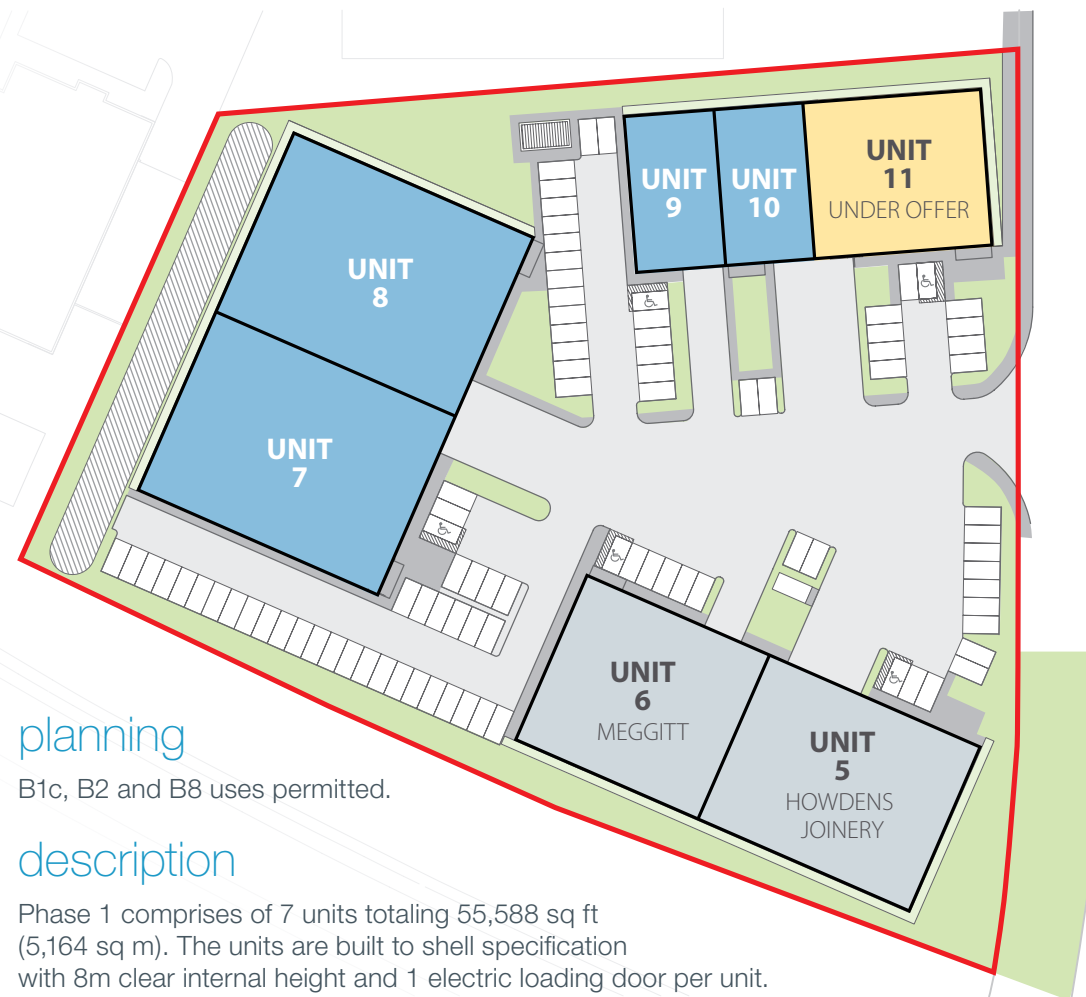 UNIT
9
UNIT
10
UNIT
11
UNDER OFFER
UNIT
8
UNIT
7
UNIT
6
MEGGITT
UNIT
5
HOWDENS
JOINERY
planning
B1c, B2 and B8 uses permitted.
description
Phase 1 comprises of 7 units totaling 55,588 sq ft
(5,164 sq m). The units are built to shell specification
with 8m clear internal height and 1 electric loading door per unit.